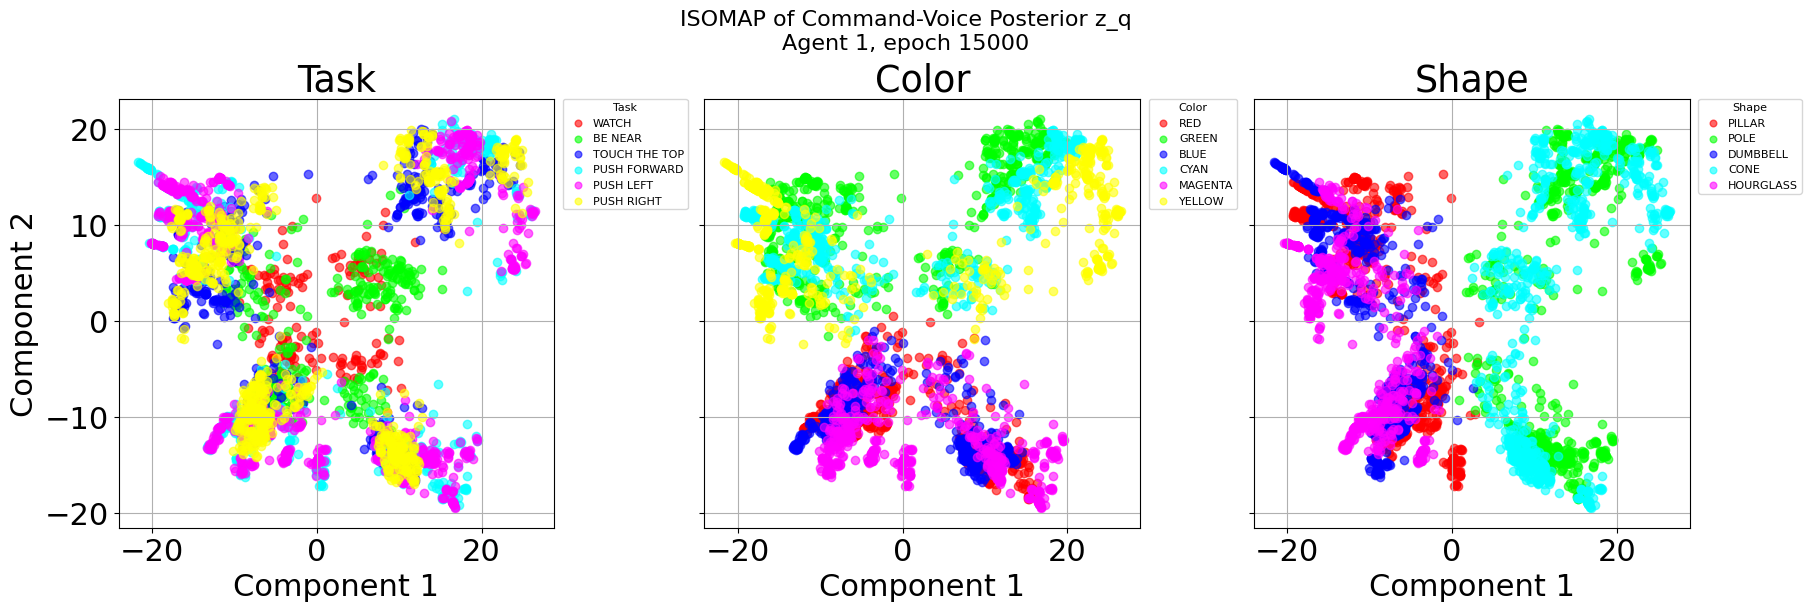 ISOMAP of Command-Voice Posterior z_q
Agent 1, epoch 15000
Task
Task
WATCH
BE NEAR
TOUCH THE TOP
PUSH FORWARD
PUSH LEFT
PUSH RIGHT
20
10
0
−10
−20
Component 2
−20 0 20
Component 1
Color
Color
RED
GREEN
BLUE
CYAN
MAGENTA
YELLOW
−20 0 20
Component 1
Shape
Shape
PILLAR
POLE
DUMBBELL
CONE
HOURGLASS
−20 0 20
Component 1